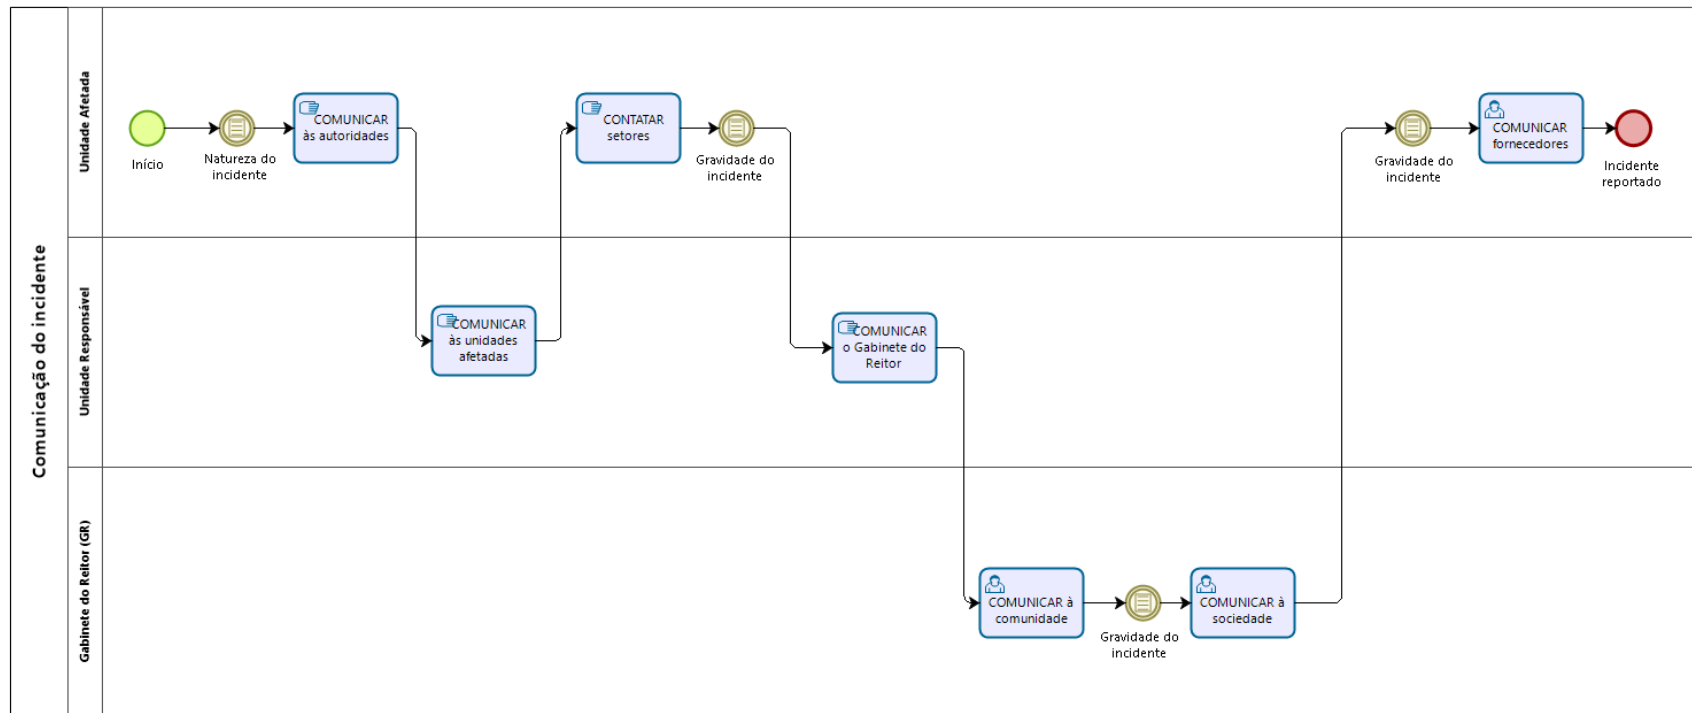 Comunicação do incidente
Unidade Afetada
Início
Natureza do
incidente
COMUNICAR
às autoridades
CONTATAR
setores
Gravidade do
incidente
Gravidade do
incidente
COMUNICAR
fornecedores
Incidente
reportado
Unidade Responsável
COMUNICAR
às unidades
afetadas
COMUNICAR
o Gabinete do
Reitor
Gabinete do Reitor (GR)
COMUNICAR à
comunidade
Gravidade do
incidente
COMUNICAR à
sociedade